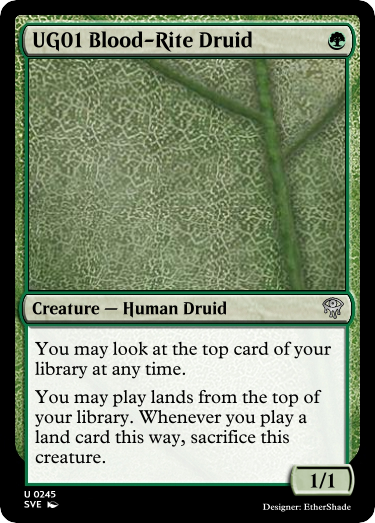 UG01 Blood-Rite Druid
Creature — Human Druid
You may look at the top card of your
library at any time.
You may play lands from the top of
your library. Whenever you play a
land card this way, sacrifice this
creature.
1/1
U 0245
SVE
Designer: EtherShade